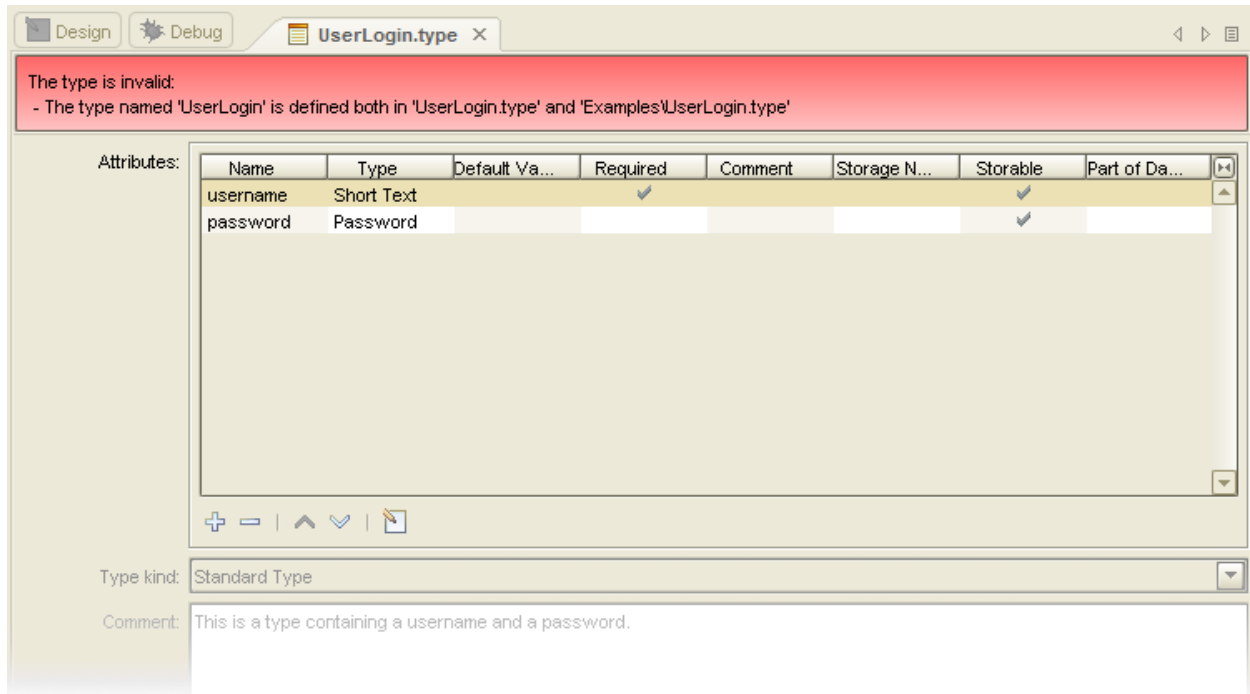 Design Debug UserLogin.type
The type is invalid:
- The type named 'UserLogin' is defined both in 'UserLogin.type' and 'Examples\UserLogin.type'
Attributes:
Name Type Default Va... Required Comment Storage N... Storable Part of Da...
username Short Text
password Password
Type kind: Standard Type
Comment: This is a type containing a username and a password.